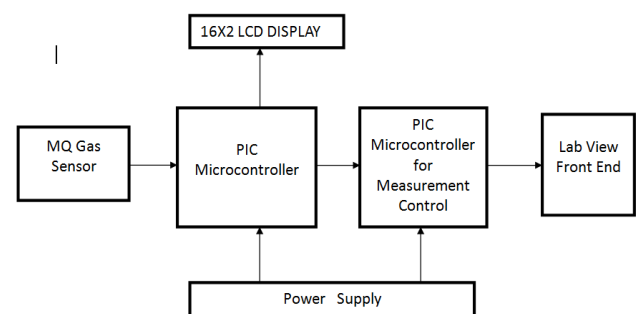 16X2 LCD DISPLAY
MQ Gas
Sensor
PIC
Microcontroller
PIC
Microcontroller
for
Measurement
Control
Lab View
Front End
Power Supply